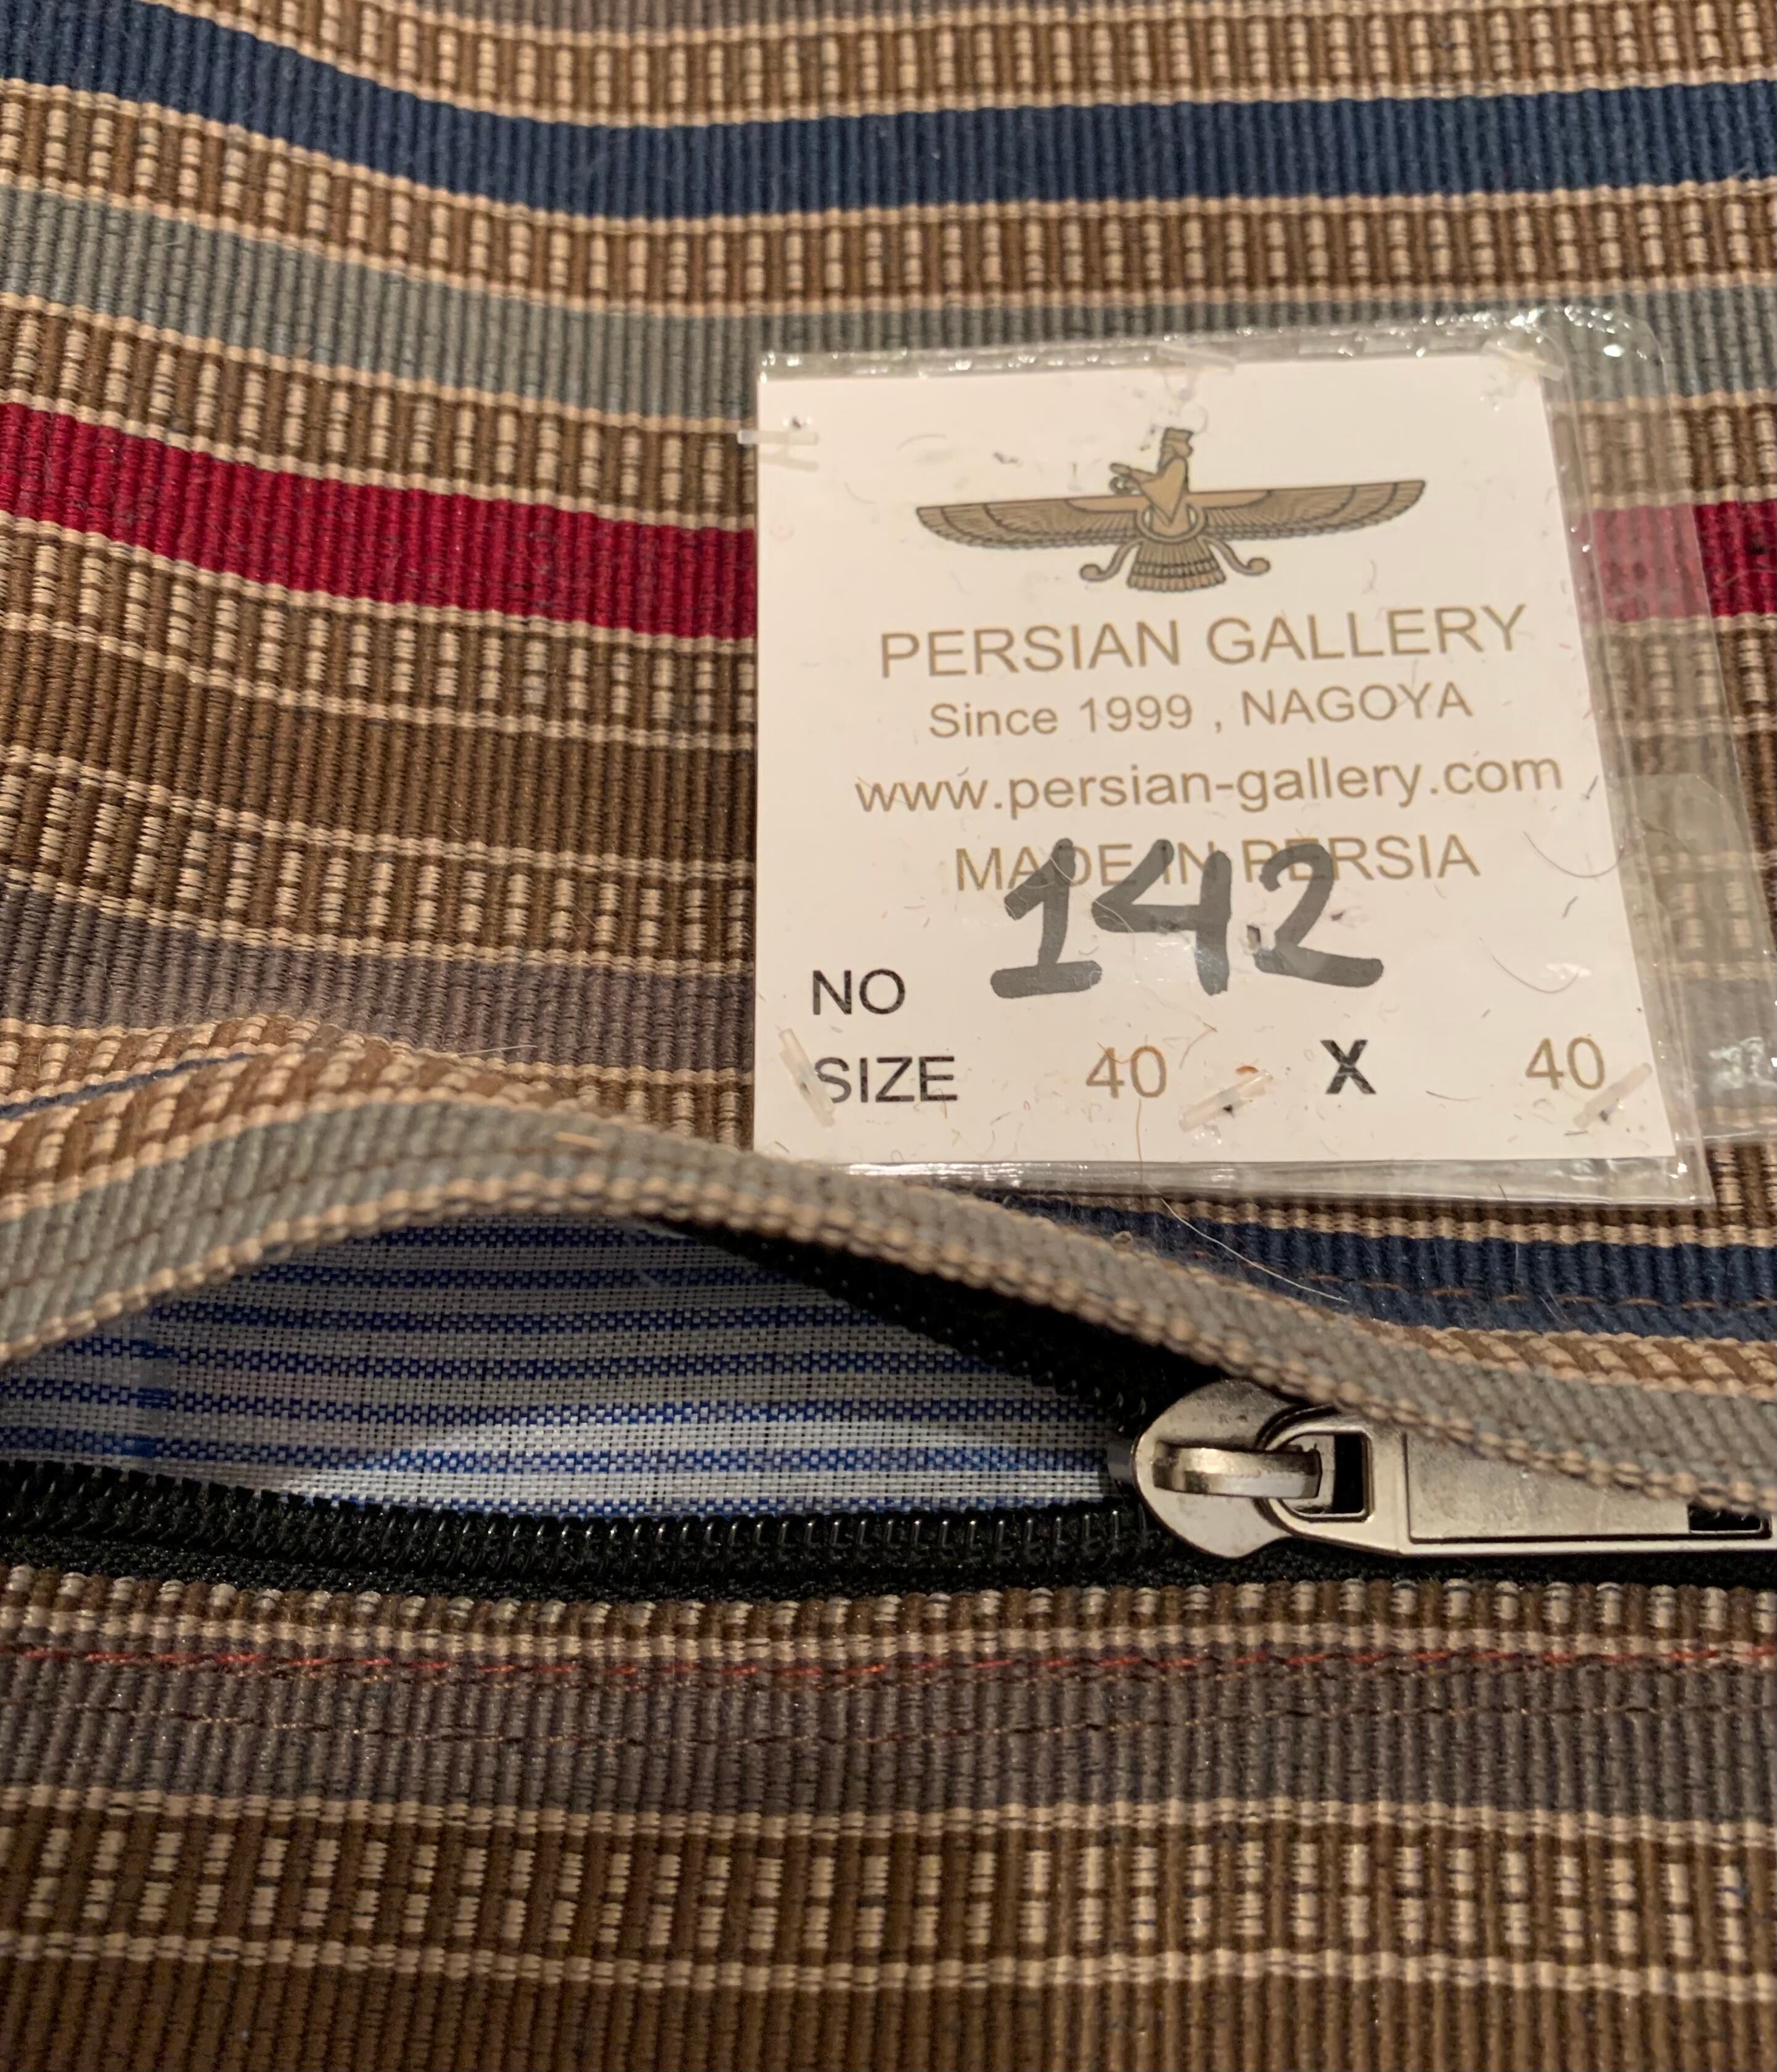 PERSIAN GALLERY
Since 1999 , NAGOYA
www.persian-gallery.com
MADE IN PERSIA
NO 142
SIZE 40 X 40